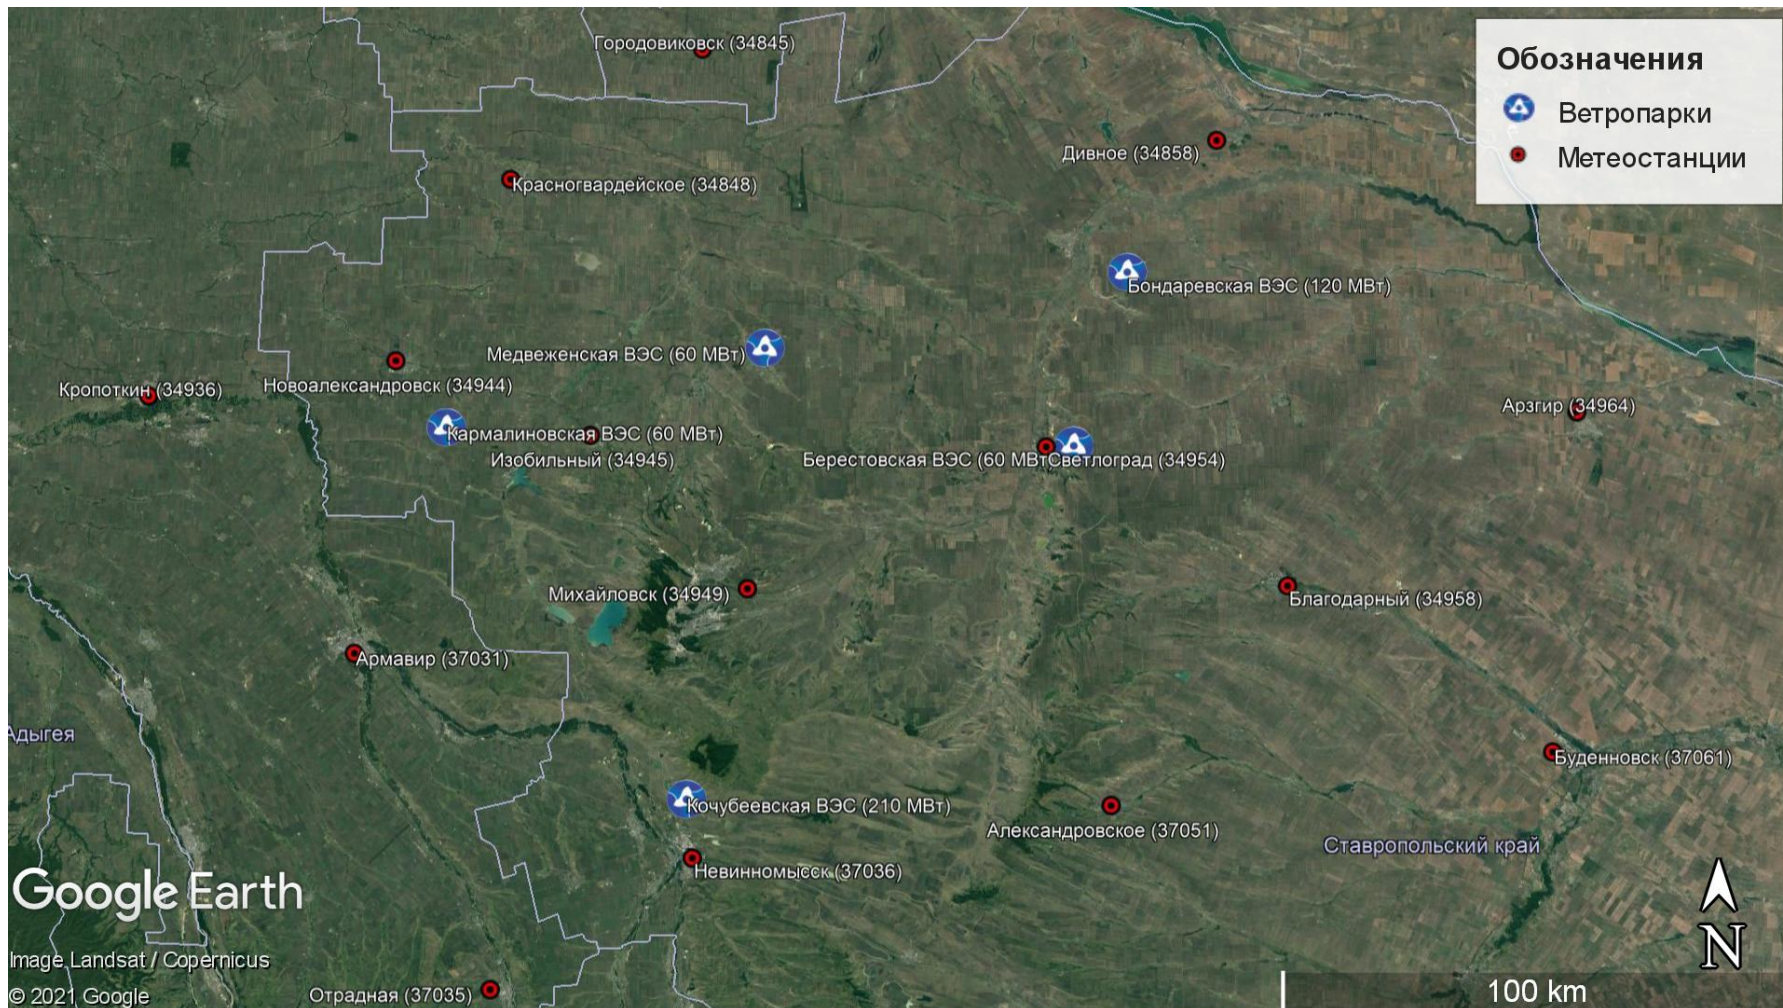 Городовиковск (34845)
Обозначения
Ветропарки
Метеостанции
Дивное (34858)
Красногвардейское (34848)
Бондаревская ВЭС (120 МВт)
Медвеженская ВЭС (60 МВт)
Новоалександровск (34944)
Кропоткин (34936)
Арзгир (34964)
Кармалиновская ВЭС (60 МВт)
Изобильный (34945)
Берестовская ВЭС (60 МВт
Светлоград (34954)
Михайловск (34949)
Благодарный (34958)
Армавир (37031)
Адыгея
Буденновск (37061)
Кочубеевская ВЭС (210 МВт)
Александровское (37051)
Ставропольский край
Невинномысск (37036)
Google Earth
N
Image Landsat / Copernicus
© 2021 Google
Отрадная (37035)
100 km